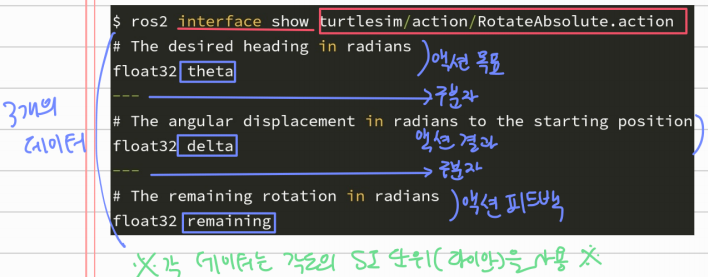 $ ros2 interface show turtlesim/action/RotateAbsolute.action
# The desired heading in radians
float32 theta
액션 목표
---
구분자
# The angular displacement in radians to the starting position
float32 delta
액션 결과
---
구분자
# The remaining rotation in radians
float32 remaining
액션 피드백
3개의
데이터
※각 데이터는 각도의 SI 단위(라디안)을 사용 ※